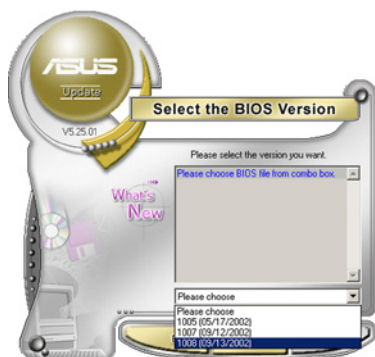 ASUS
Update
V5.25.01
Select the BIOS Version
Please select the version you want.
Please choose BIOS file from combo box.
What's
New
Please choose
Please choose
1005 (05/17/2002)
1007 (09/12/2002)
1008 (09/13/2002)